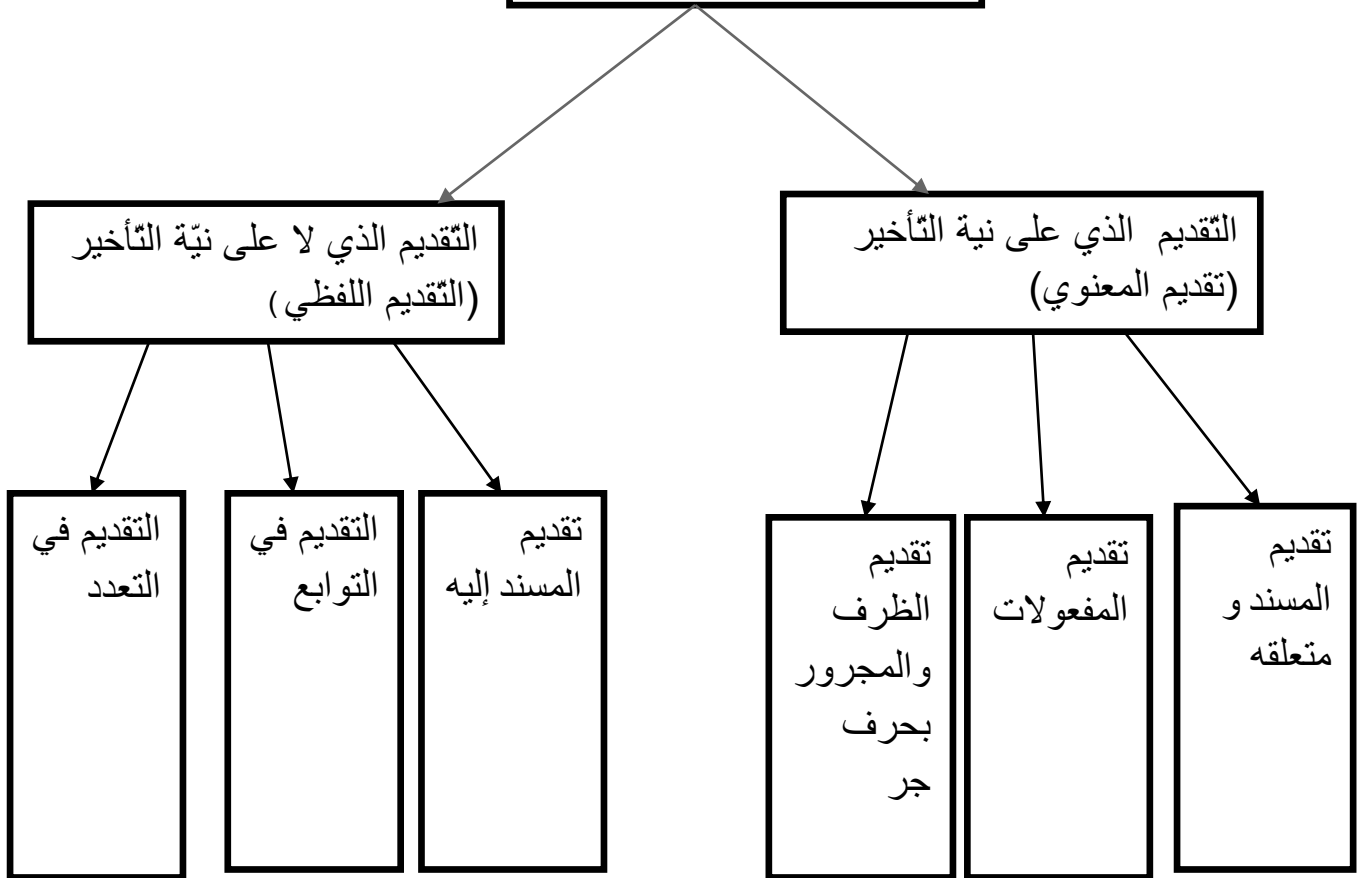 التّقديم الذي على نية التّأخير
(تقديم المعنوي)
التّقديم الذي لا على نيّة التّأخير
(التّقديم اللفظي)
تقديم
المسند و
متعلقه
تقديم
المفعولات
تقديم
الظرف
والمجرور
بحرف
جر
تقديم
المسند إليه
التقديم في
التوابع
التقديم في
التعدد